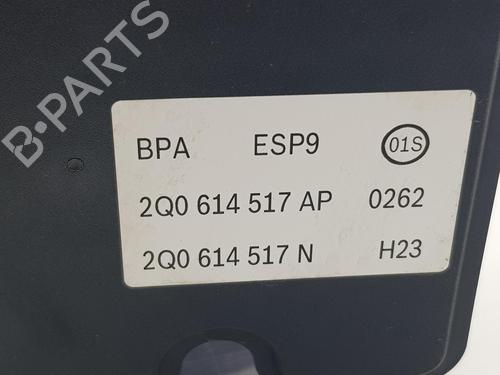 B-PARTS
BPA ESP9 01S
2Q0 614 517 AP 0262
2Q0 614 517 N H23